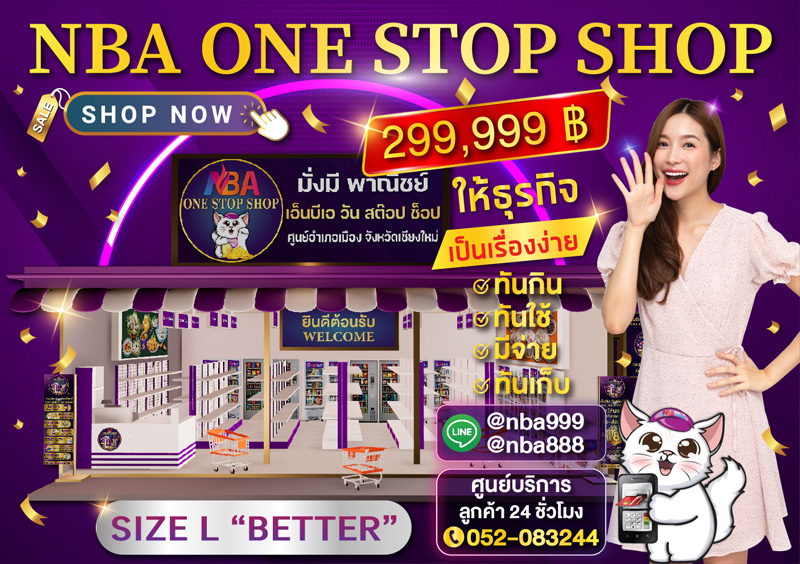 NBA ONE STOP SHOP
SALE
SHOP NOW
299,999 ฿
ให้ธุรกิจ
เป็นเรื่องง่าย
ทันกิน
ทันใช้
มีจ่าย
ทันเก็บ
NBA
ONE STOP SHOP
มั่งมี พาณิชย์
เอ็นบีเอ วัน สต๊อป ช็อป
ศูนย์อำเภอเมือง จังหวัดเชียงใหม่
ยินดีต้อนรับ
WELCOME
LINE
@nba999
@nba888
ศูนย์บริการ
ลูกค้า 24 ชั่วโมง
052-083244
SIZE L “BETTER”